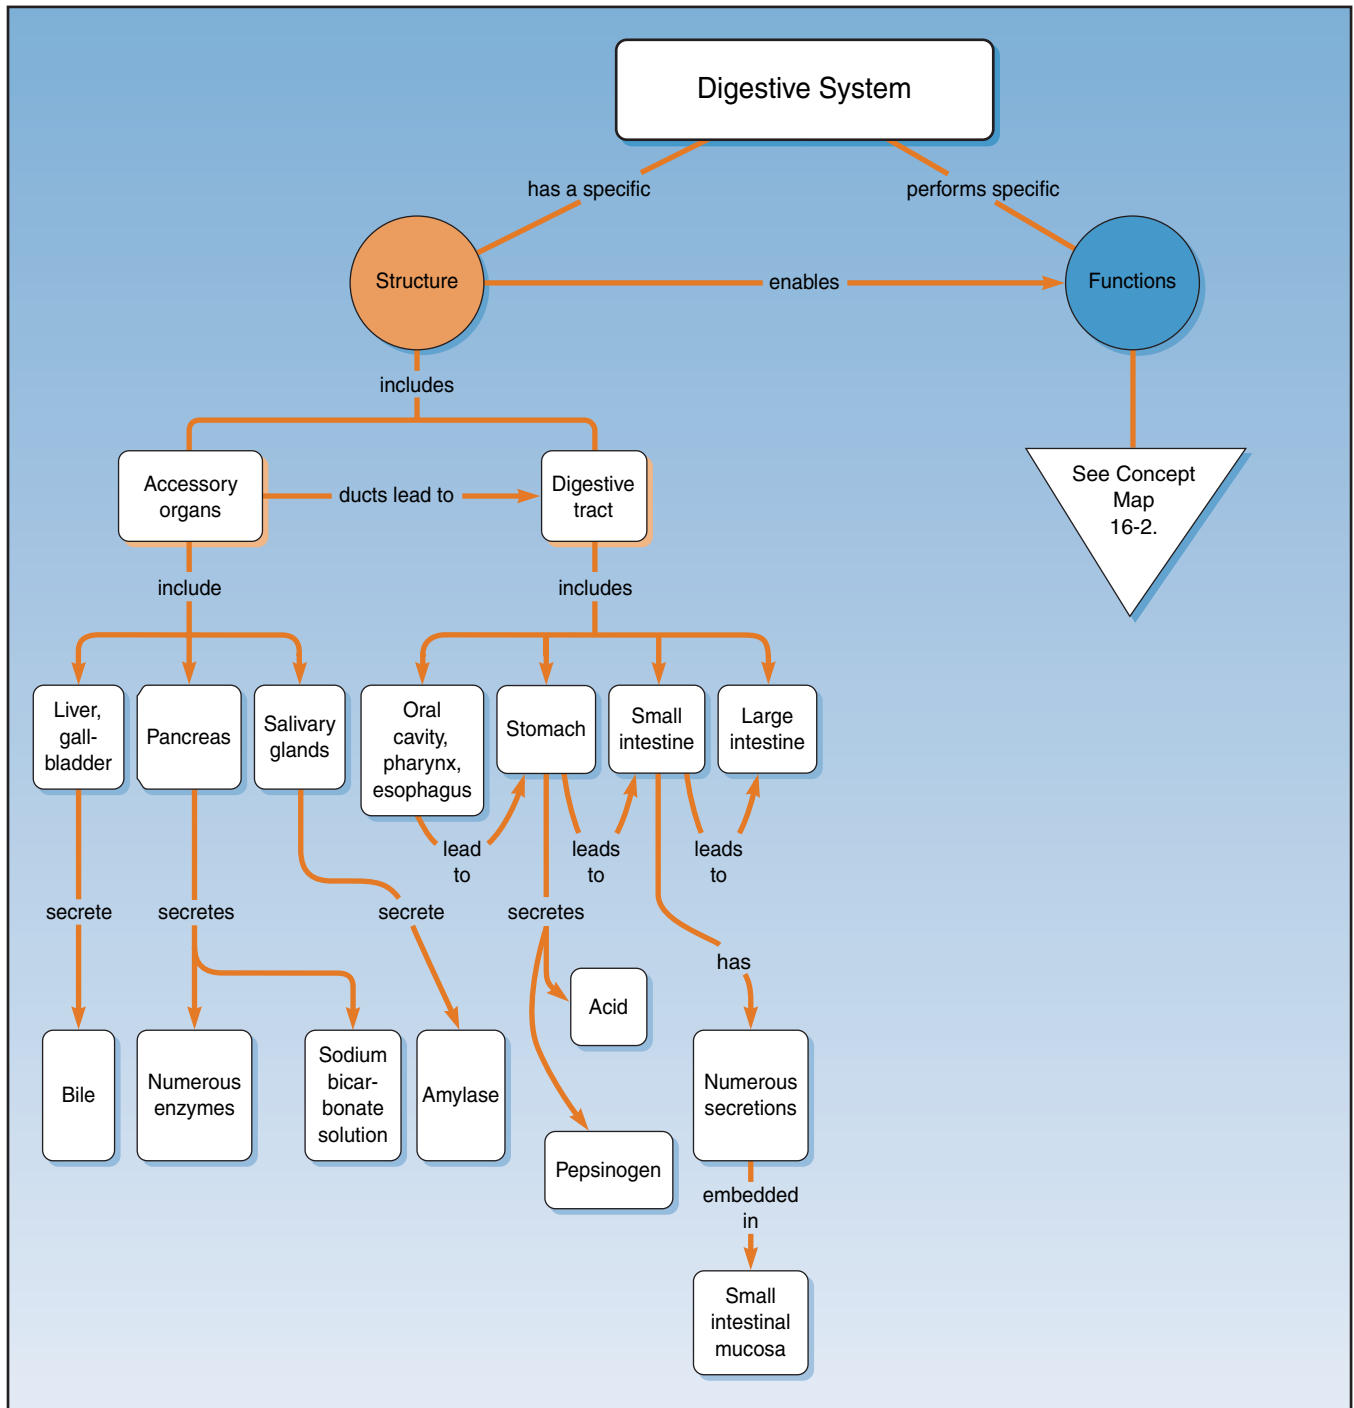 Digestive System
has a specific
performs specific
Structure
enables
Functions
includes
Accessory
organs
ducts lead to
Digestive
tract
See Concept
Map
16-2.
include
includes
Liver,
gall-
bladder
Pancreas
Salivary
glands
Oral
cavity,
pharynx,
esophagus
Stomach
Small
intestine
Large
intestine
lead
to
leads
to
leads
to
secrete
secretes
secrete
secretes
has
Acid
Bile
Numerous
enzymes
Sodium
bicar-
bonate
solution
Amylase
Numerous
secretions
Pepsinogen
embedded
in
Small
intestinal
mucosa